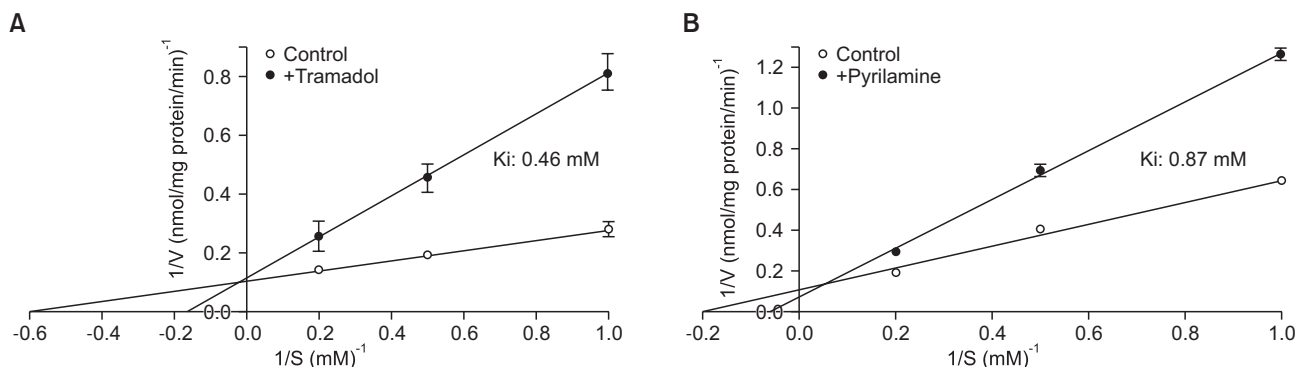 A
1/V (nmol/mg protein/min)⁻¹
Control
+Tramadol
0.8
0.6
0.4
0.2
0.0
Ki: 0.46 mM
-0.6 -0.4 -0.2 0.0 0.2 0.4 0.6 0.8 1.0
1/S (mM)⁻¹
B
1/V (nmol/mg protein/min)⁻¹
Control
+Pyrilamine
1.2
1.0
0.8
0.6
0.4
0.2
0.0
Ki: 0.87 mM
-0.2 0.0 0.2 0.4 0.6 0.8 1.0
1/S (mM)⁻¹